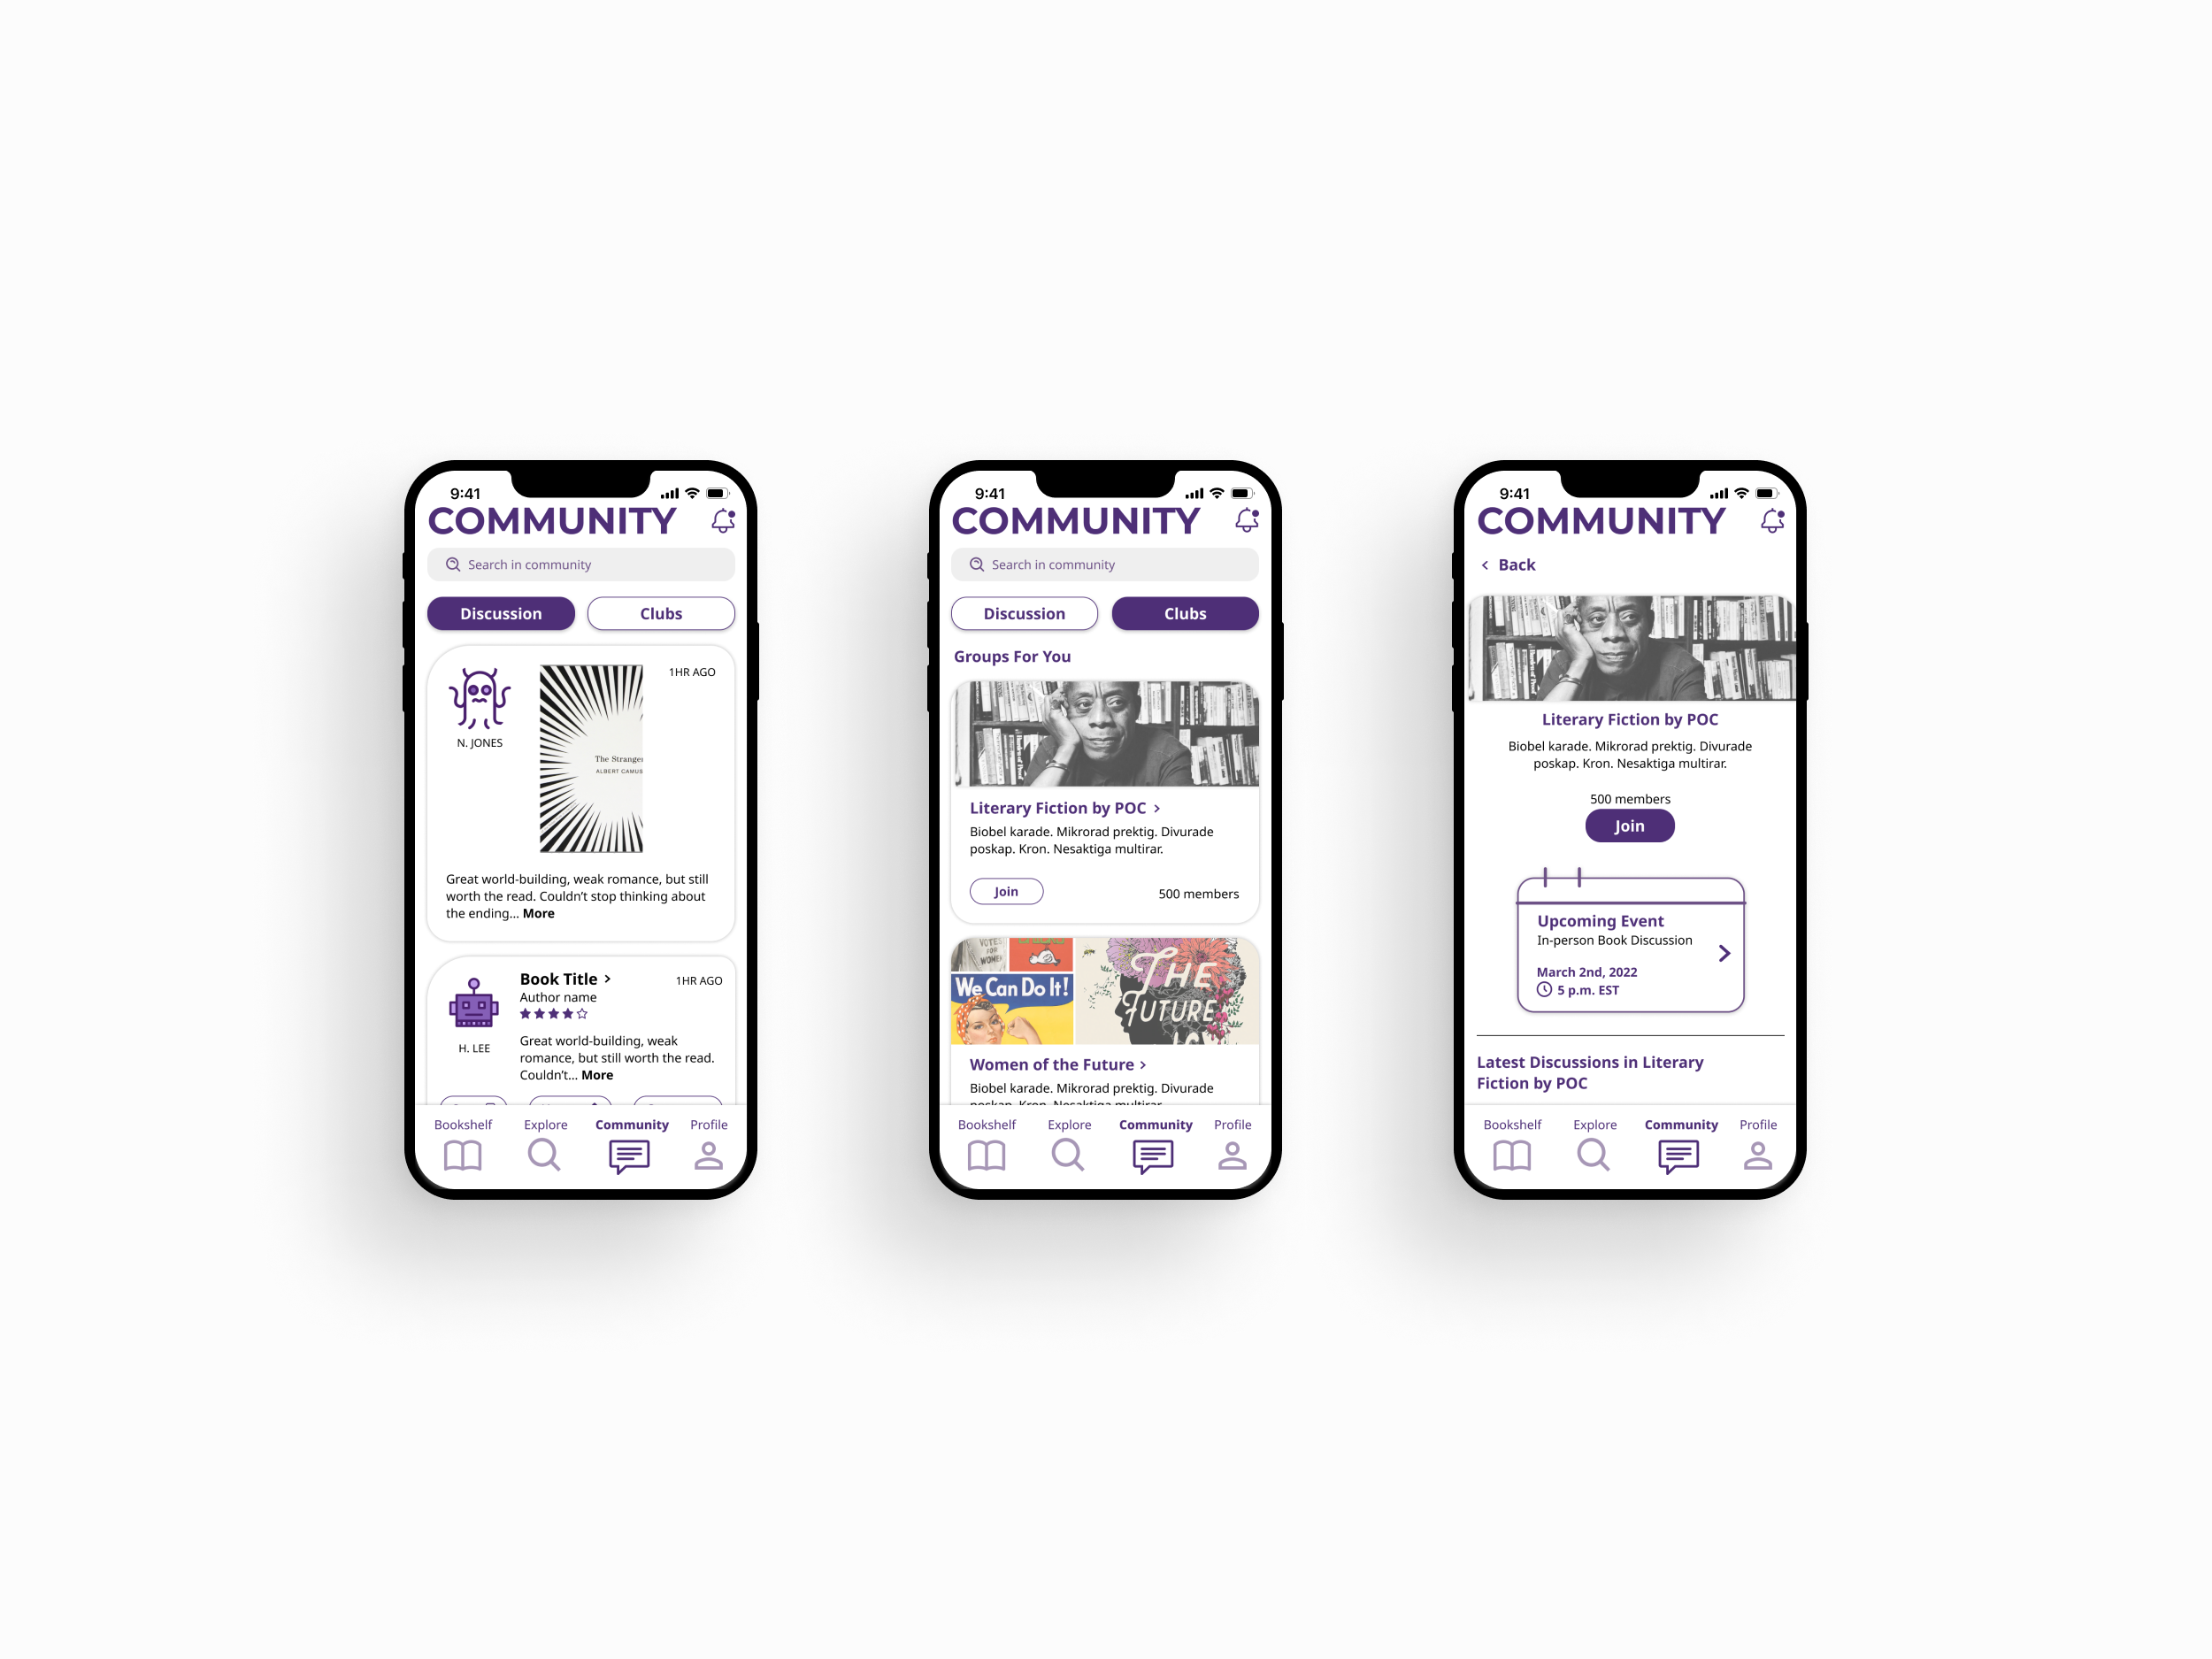 9:41
COMMUNITY
Search in community
Discussion Clubs
1HR AGO
N. JONES
The Stranger
ALBERT CAMUS
Great world-building, weak romance, but still
worth the read. Couldn't stop thinking about
the ending... More
Book Title
1HR AGO
Author name
H. LEE
Great world-building, weak
romance, but still worth the read.
Couldn't... More
Bookshelf Explore Community Profile
9:41
COMMUNITY
Search in community
Discussion Clubs
Groups For You
Literary Fiction by POC
Biobel karade. Mikrorad prektig. Divurade
poskap. Kron. Nesaktiga multirar.
Join
500 members
VOTES
FOR
WOMEN
We Can Do It!
THE
FUTURE
Women of the Future
Biobel karade. Mikrorad prektig. Divurade
poskap. Kron. Nesaktiga multirar.
Bookshelf Explore Community Profile
9:41
COMMUNITY
Back
Literary Fiction by POC
Biobel karade. Mikrorad prektig. Divurade
poskap. Kron. Nesaktiga multirar.
500 members
Join
Upcoming Event
In-person Book Discussion
March 2nd, 2022
5 p.m. EST
Latest Discussions in Literary
Fiction by POC
Bookshelf Explore Community Profile